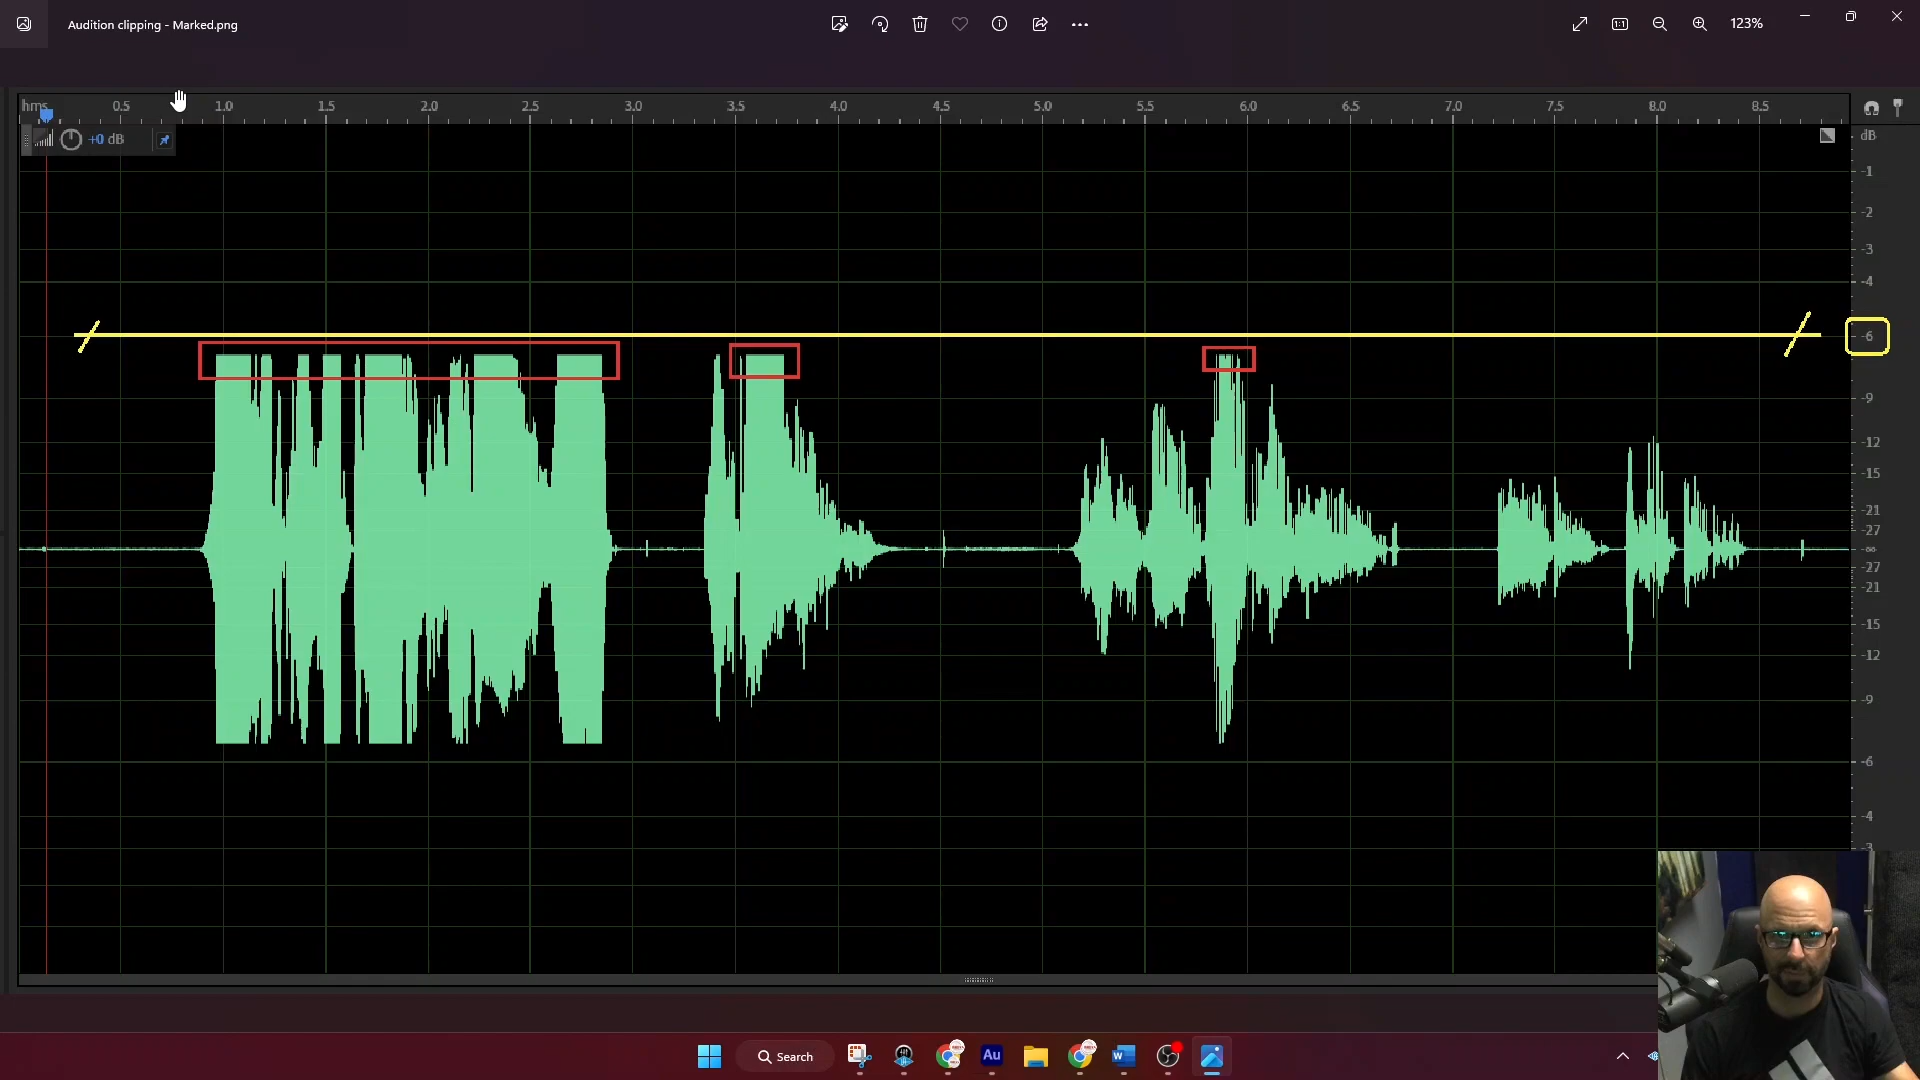 Audition clipping - Marked.png
123%
hms 0.5 1.0 1.5 2.0 2.5 3.0 3.5 4.0 4.5 5.0 5.5 6.0 6.5 7.0 7.5 8.0 8.5
+0 dB
dB
-1
-2
-3
-4
-6
-9
-12
-15
-21
-27
-∞
-27
-21
-15
-12
-9
-6
-4
-3
Search
Au
W